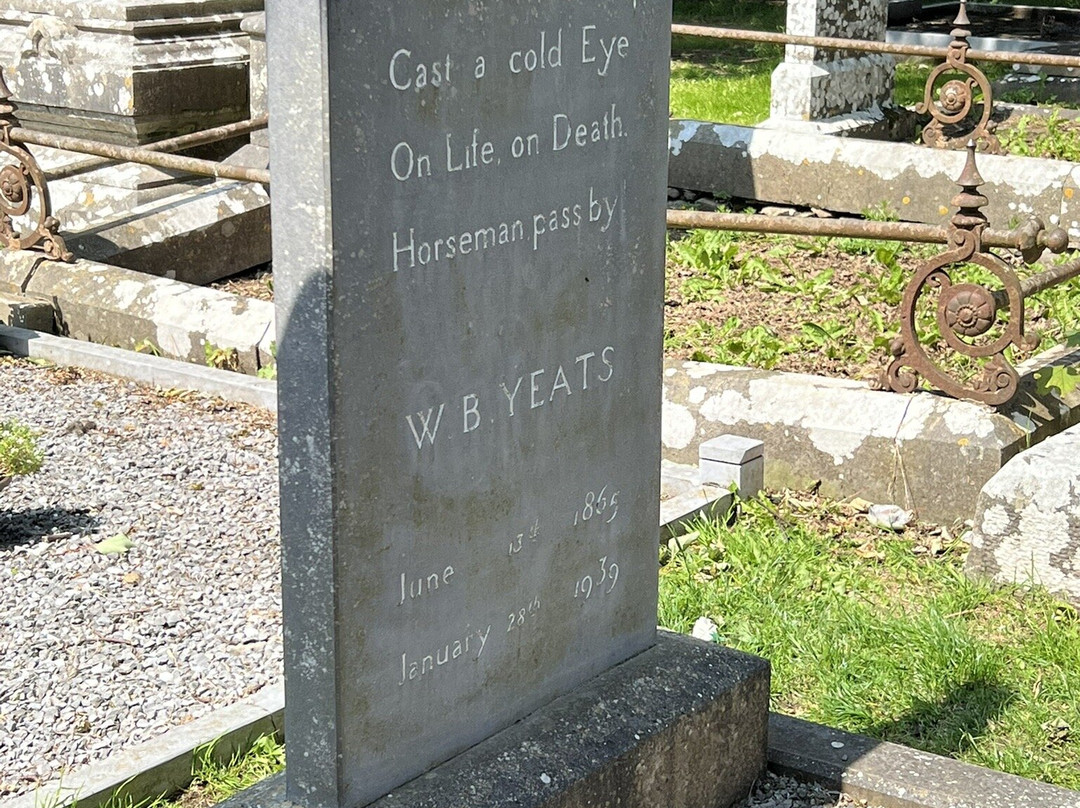 Cast a cold Eye
On Life, on Death.
Horseman, pass by!
W. B. YEATS
June 13th 1865
January 28th 1939